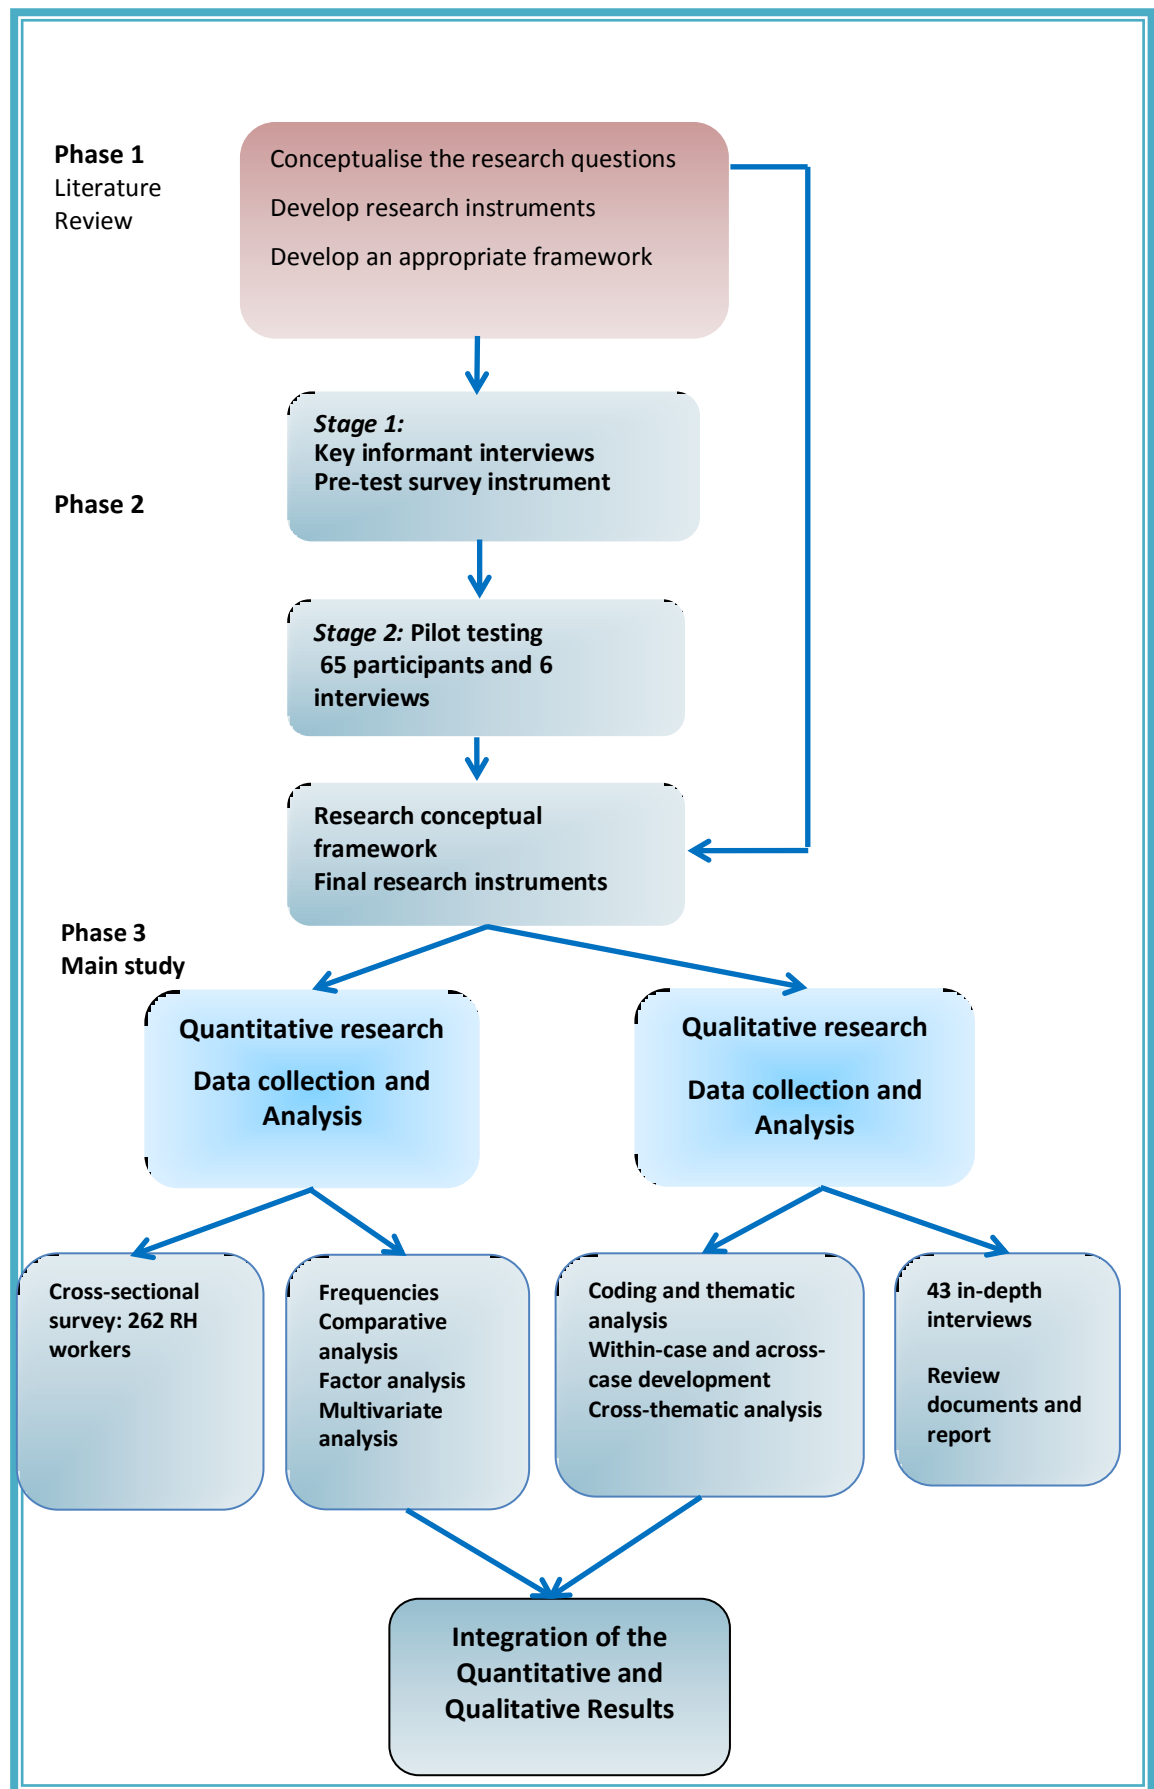 Phase 1
Literature
Review
Conceptualise the research questions
Develop research instruments
Develop an appropriate framework
Stage 1:
Key informant interviews
Pre-test survey instrument
Phase 2
Stage 2: Pilot testing
65 participants and 6
interviews
Research conceptual
framework
Final research instruments
Phase 3
Main study
Quantitative research
Data collection and
Analysis
Qualitative research
Data collection and
Analysis
Cross-sectional
survey: 262 RH
workers
Frequencies
Comparative
analysis
Factor analysis
Multivariate
analysis
Coding and thematic
analysis
Within-case and across-
case development
Cross-thematic analysis
43 in-depth
interviews
Review
documents and
report
Integration of the
Quantitative and
Qualitative Results